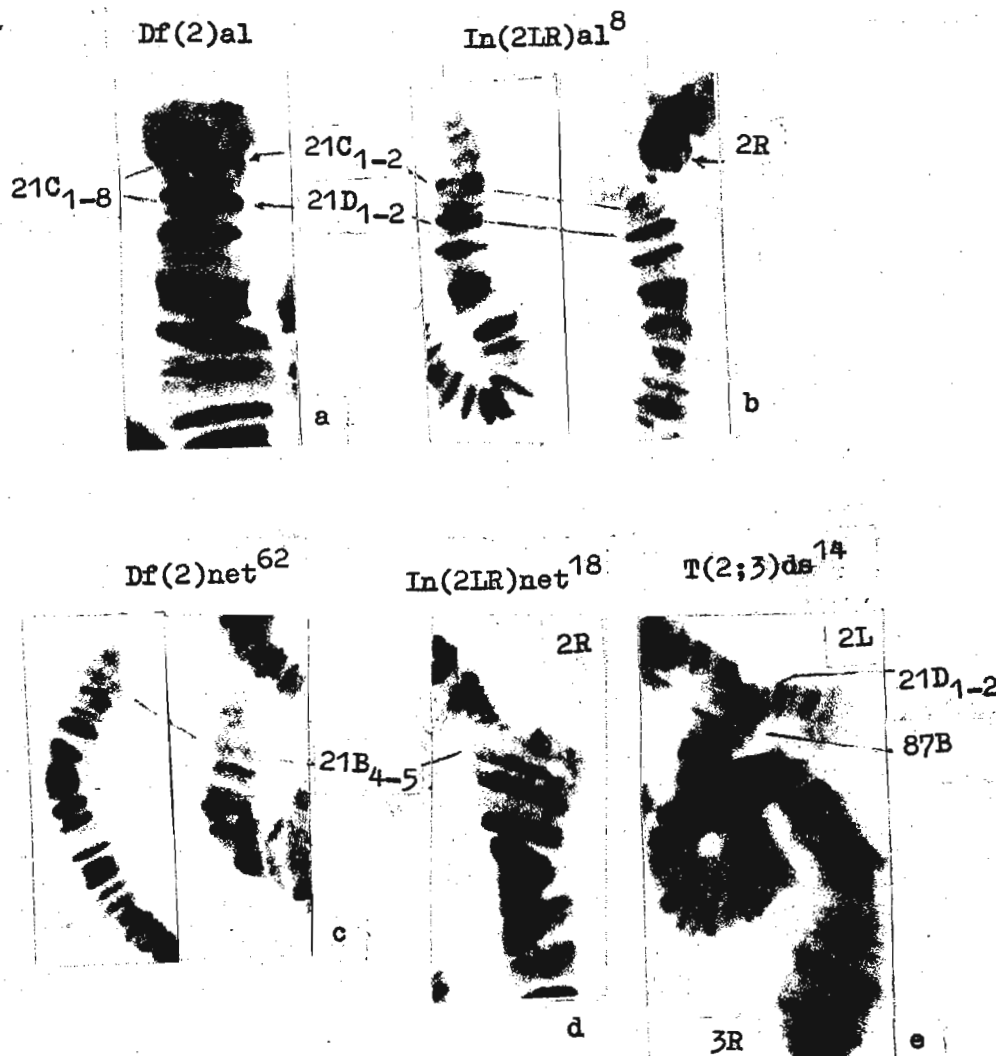 Df(2)al
In(2LR)al8
21C1-8
21C1-2
21D1-2
2R
a
b
Df(2)net62
In(2LR)net18
T(2;3)ds14
2R
2L
21D1-2
87B
21B4-5
c
d
3R
e